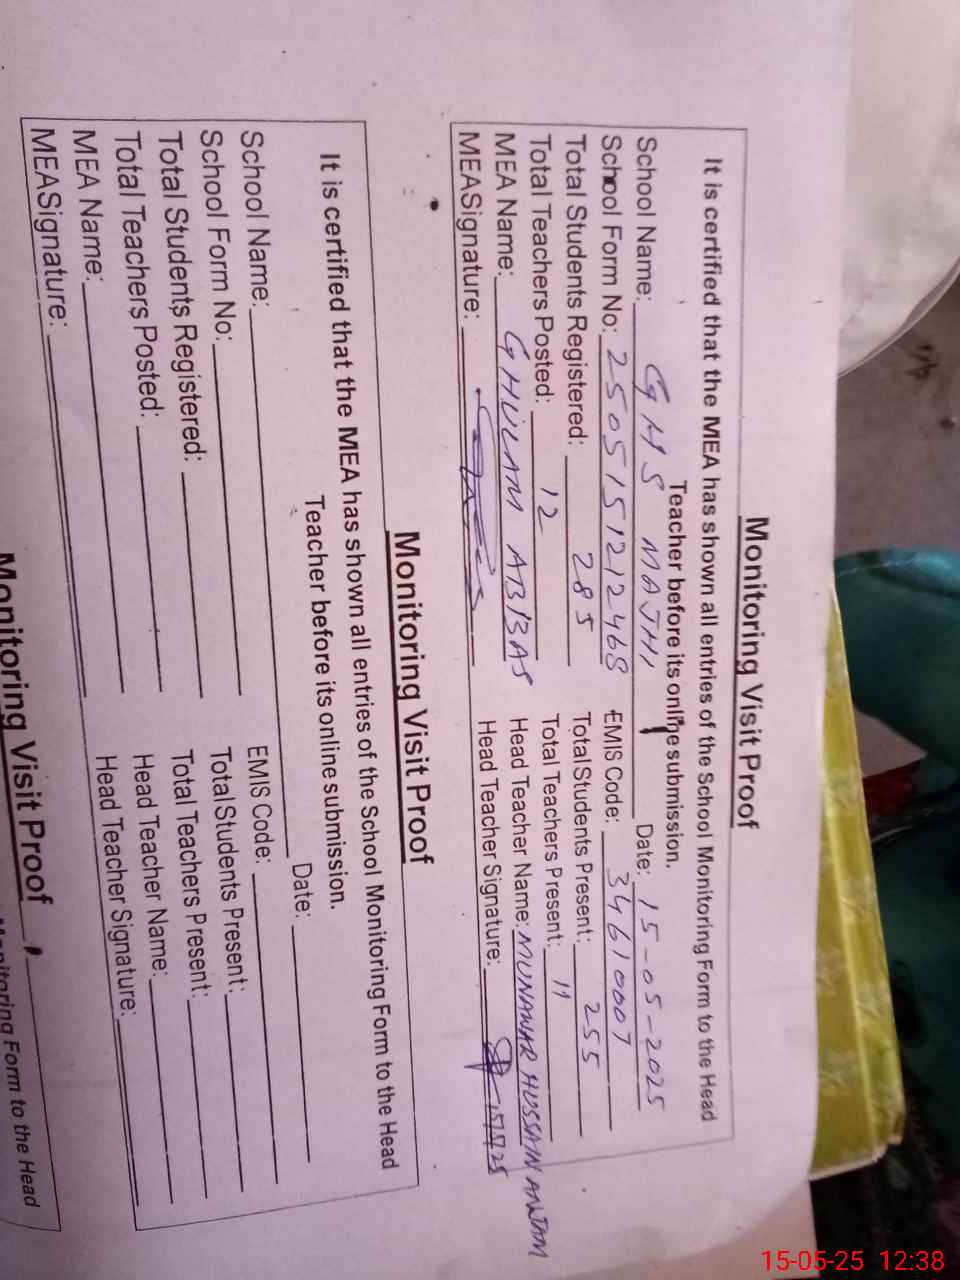 Monitoring Visit Proof
It is certified that the MEA has shown all entries of the School Monitoring Form to the Head
Teacher before its online submission.
School Name: GHS MAJHI Date: 15-05-2025
School Form No: 2505151212468 EMIS Code: 34610007
Total Students Registered: 285 Total Students Present: 255
Total Teachers Posted: 12 Total Teachers Present: 11
MEA Name: GHULAM ABBAS Head Teacher Name: MUNAWAR HUSSAIN
MEASignature: Head Teacher Signature:
Monitoring Visit Proof
It is certified that the MEA has shown all entries of the School Monitoring Form to the Head
Teacher before its online submission.
School Name: Date:
School Form No: EMIS Code:
Total Students Registered: Total Students Present:
Total Teachers Posted: Total Teachers Present:
MEA Name: Head Teacher Name:
MEASignature: Head Teacher Signature:
Monitoring Visit Proof
Monitoring Form to the Head
15-05-25 12:38